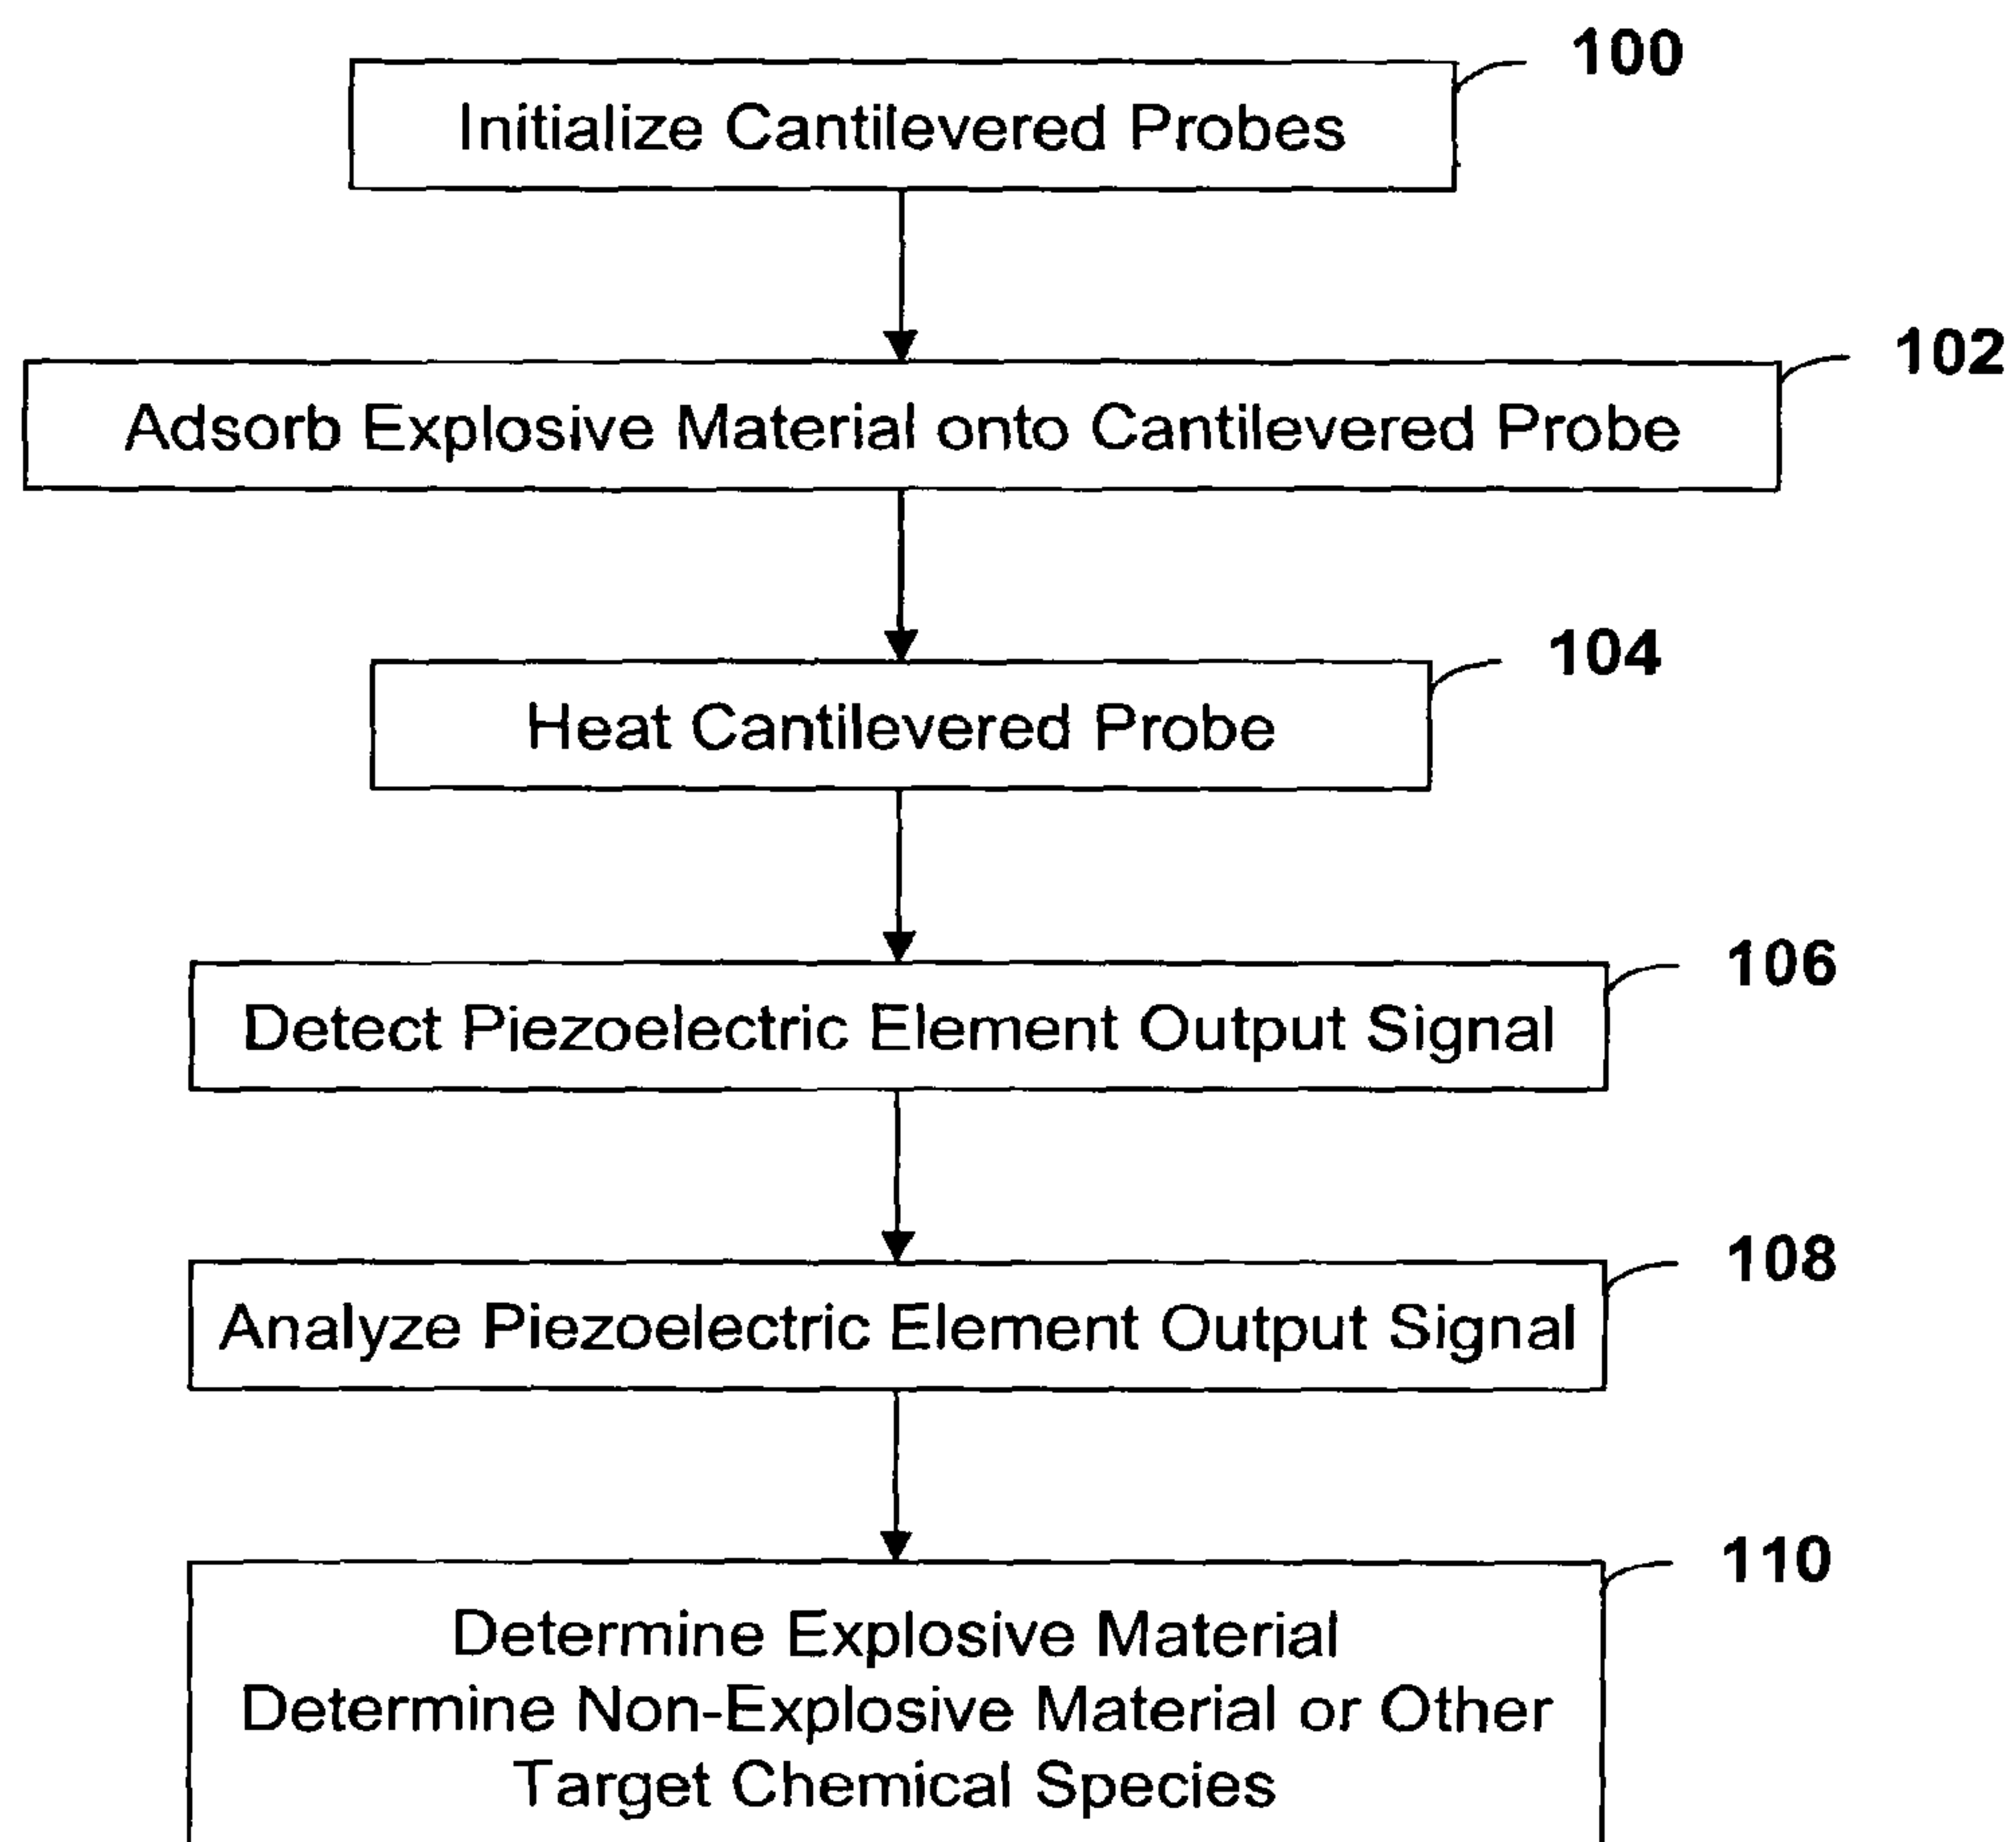 100
Initialize Cantilevered Probes
102
Adsorb Explosive Material onto Cantilevered Probe
104
Heat Cantilevered Probe
106
Detect Piezoelectric Element Output Signal
108
Analyze Piezoelectric Element Output Signal
110
Determine Explosive Material
Determine Non-Explosive Material or Other
Target Chemical Species